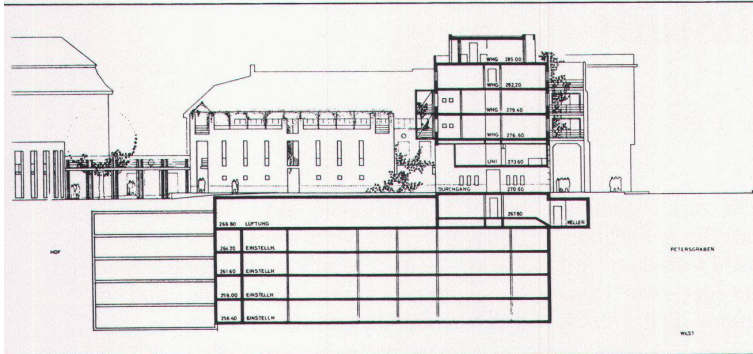 WHG 285.00
WHG 282.20
WHG 279.40
WHG 276.60
UNI 273.60
DURCHGANG 270.60
267.80
266.80 LÜFTUNG
KELLER
HOF
264.20 EINSTELLH.
PETERSGRABEN
261.60 EINSTELLH.
259.00 EINSTELLH.
256.40 EINSTELLH.